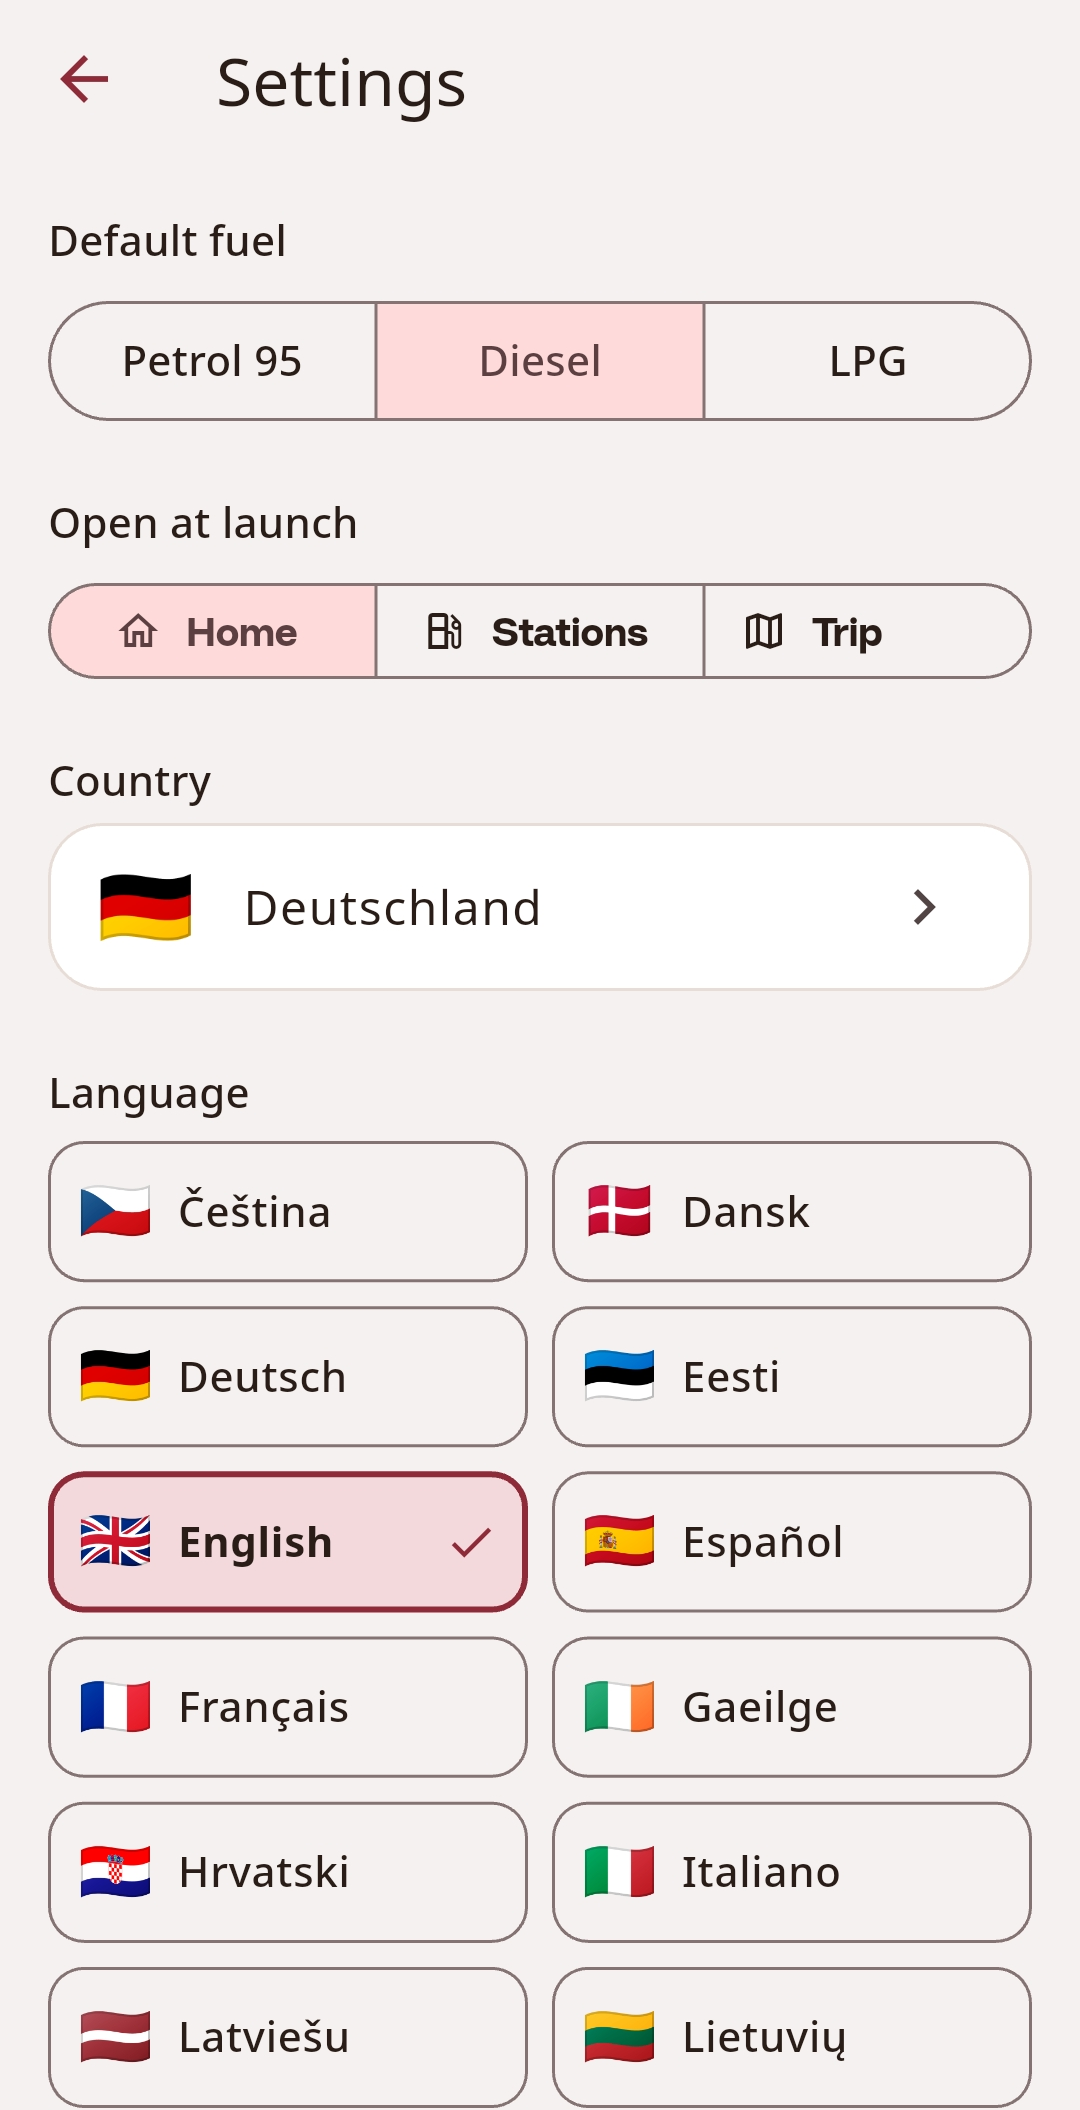 Settings
Default fuel
Petrol 95 Diesel LPG
Open at launch
Home Stations Trip
Country
Deutschland
Language
Čeština Dansk
Deutsch Eesti
English Español
Français Gaeilge
Hrvatski Italiano
Latviešu Lietuvių